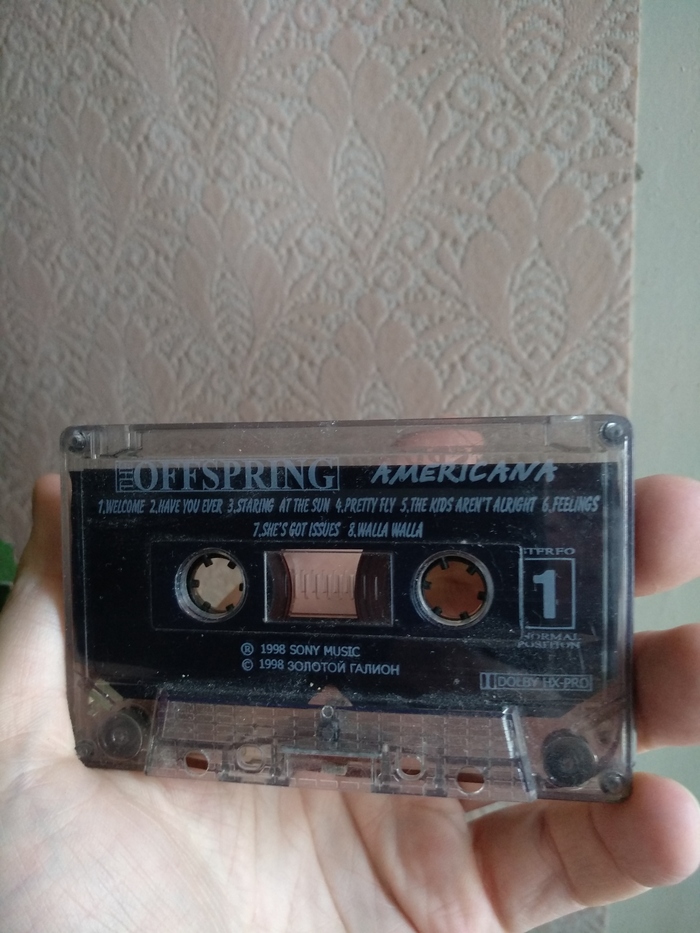 THE OFFSPRING AMERICANA
1.WELCOME 2.HAVE YOU EVER 3.STARING AT THE SUN 4.PRETTY FLY 5,THE KIDS AREN'T ALRIGHT 6,FEELINGS
7.SHE'S GOT ISSUES 8.WALLA WALLA
STEREO
1
NORMAL
POSITION
® 1998 SONY MUSIC
© 1998 ЗОЛОТОЙ ГАЛИОН
DOLBY HX-PRO